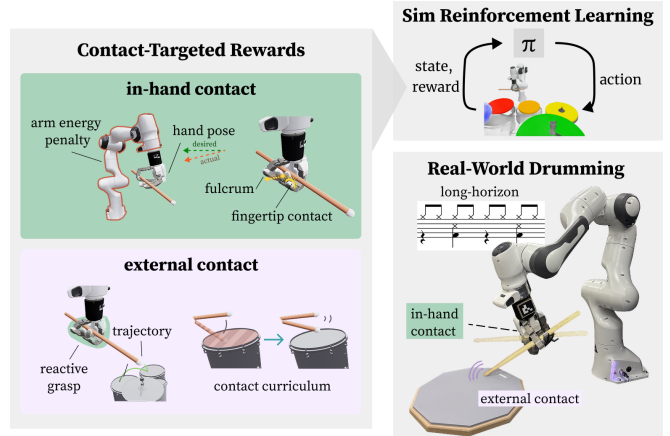 Contact-Targeted Rewards
in-hand contact
arm energy
penalty
hand pose
desired
actual
fulcrum
fingertip contact
external contact
trajectory
reactive
grasp
contact curriculum
Sim Reinforcement Learning
π
state,
reward
action
Real-World Drumming
long-horizon
in-hand
contact
external contact